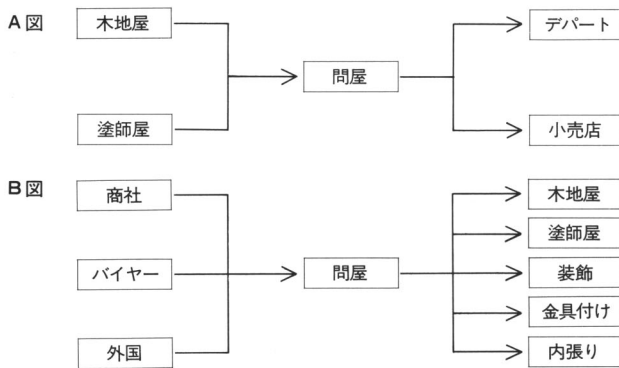 A図
木地屋
デパート
問屋
塗師屋
小売店
B図
商社
木地屋
塗師屋
バイヤー
問屋
装飾
金具付け
外国
内張り